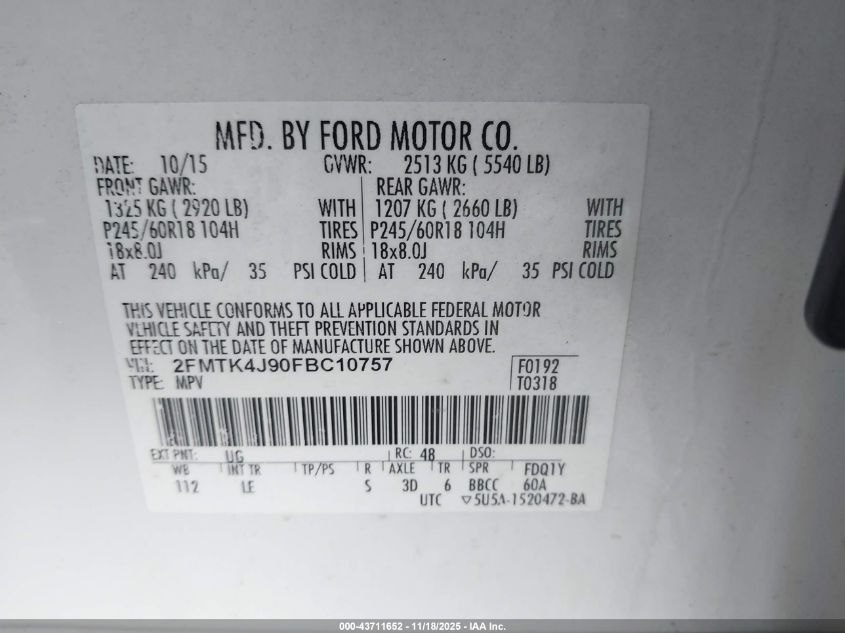 MFD. BY FORD MOTOR CO.
DATE: 10/15 GVWR: 2513 KG ( 5540 LB)
FRONT GAWR: REAR GAWR:
1325 KG ( 2920 LB) WITH 1207 KG ( 2660 LB) WITH
P245/60R18 104H TIRES P245/60R18 104H TIRES
18x8.0J RIMS 18x8.0J RIMS
AT 240 kPa/ 35 PSI COLD AT 240 kPa/ 35 PSI COLD
THIS VEHICLE CONFORMS TO ALL APPLICABLE FEDERAL MOTOR
VEHICLE SAFETY AND THEFT PREVENTION STANDARDS IN
EFFECT ON THE DATE OF MANUFACTURE SHOWN ABOVE.
VIN: 2FMTK4J90FBC10757 F0192
TYPE: MPV T0318
EXT PNT: UG RC: 48 DSO:
WB INT TR TP/PS R AXLE TR SPR FDQ1Y
112 LE S 3D 6 BBCC 60A
UTC ▽5U5A-1520472-BA
000-43711652 - 11/18/2025 - IAA Inc.